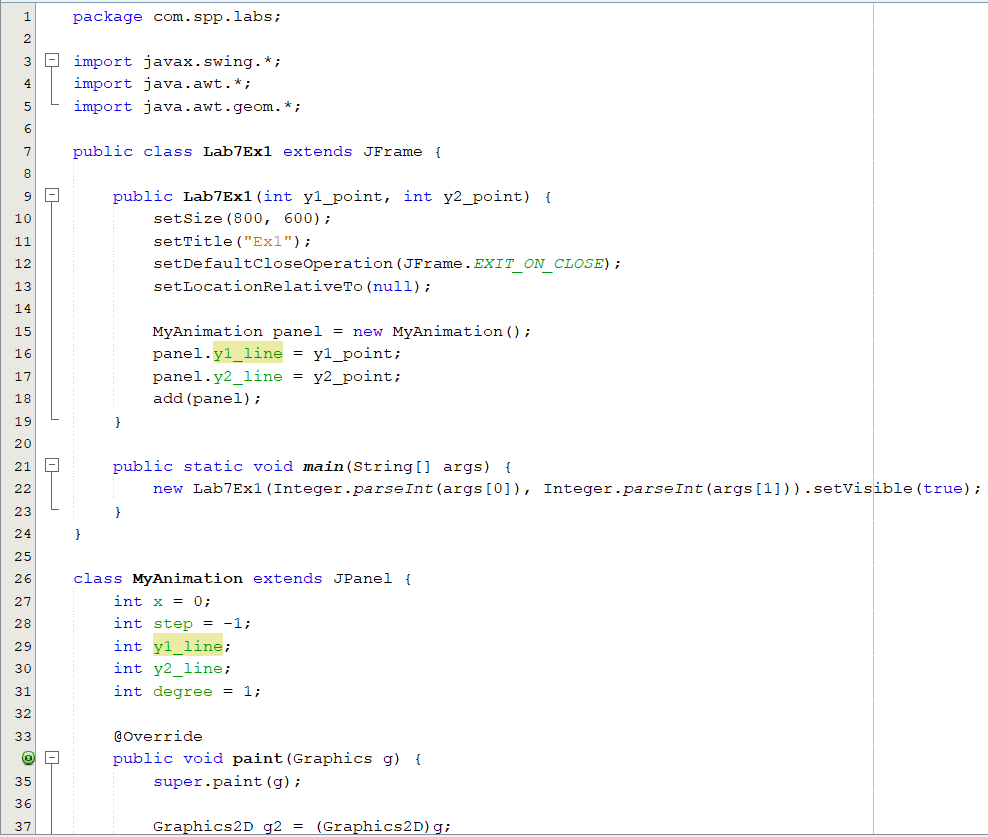 1 package com.spp.labs;
2
3 import javax.swing.*;
4 import java.awt.*;
5 import java.awt.geom.*;
6
7 public class Lab7Ex1 extends JFrame {
8
9     public Lab7Ex1(int y1_point, int y2_point) {
10         setSize(800, 600);
11         setTitle("Ex1");
12         setDefaultCloseOperation(JFrame.EXIT_ON_CLOSE);
13         setLocationRelativeTo(null);
14
15         MyAnimation panel = new MyAnimation();
16         panel.y1_line = y1_point;
17         panel.y2_line = y2_point;
18         add(panel);
19     }
20
21     public static void main(String[] args) {
22         new Lab7Ex1(Integer.parseInt(args[0]), Integer.parseInt(args[1])).setVisible(true);
23     }
24 }
25
26 class MyAnimation extends JPanel {
27     int x = 0;
28     int step = -1;
29     int y1_line;
30     int y2_line;
31     int degree = 1;
32
33     @Override
    public void paint(Graphics g) {
35         super.paint(g);
36
37         Graphics2D g2 = (Graphics2D)g;